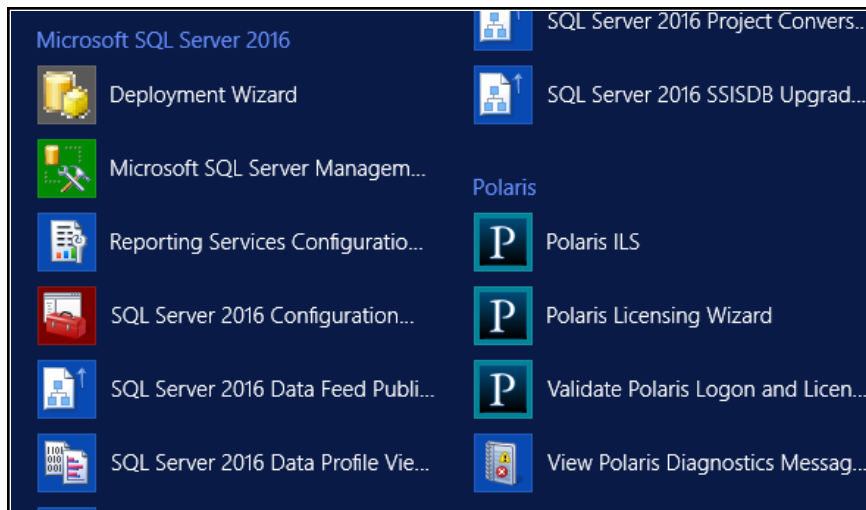 Microsoft SQL Server 2016
Deployment Wizard
Microsoft SQL Server Managem...
Reporting Services Configuratio...
SQL Server 2016 Configuration...
SQL Server 2016 Data Feed Publi...
SQL Server 2016 Data Profile Vie...
SQL Server 2016 Project Convers...
SQL Server 2016 SSISDB Upgrad...
Polaris
P Polaris ILS
P Polaris Licensing Wizard
P Validate Polaris Logon and Licen...
View Polaris Diagnostics Messag...